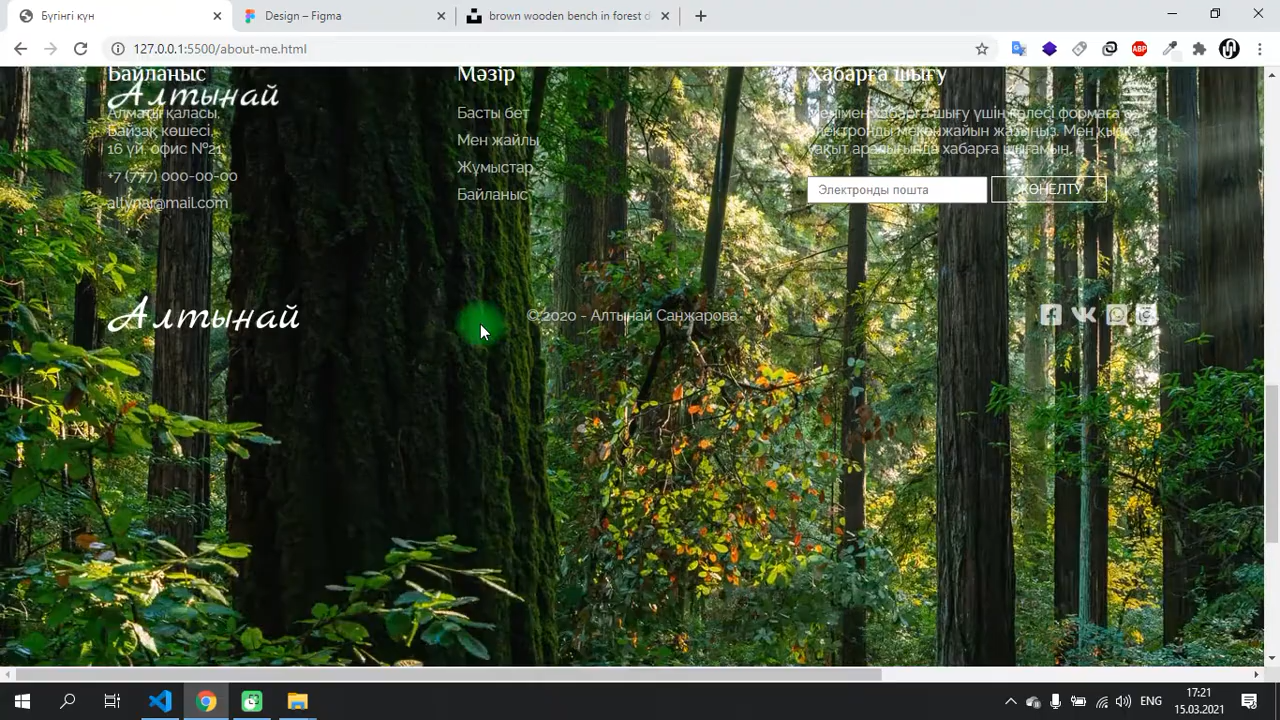 Бүгінгі күн
Design – Figma
brown wooden bench in forest d
127.0.0.1:5500/about-me.html
ABP
Байланыс
Алтынай
Алматы қаласы.
Байзақ көшесі,
16 үй, офис №21
+7 (777) 000-00-00
altynai@mail.com
Мәзір
Басты бет
Мен жайлы
Жұмыстар
Байланыс
Хабарға шығу
Менімен хабарға шығу үшін келесі формаға өз
электронды мекенжайын жазыңыз. Мен қысқа
уақыт аралығында хабарға шығамын.
Электронды пошта
ЖӨНЕЛТУ
Алтынай
© 2020 - Алтынай Санжарова
ENG
17:21
15.03.2021